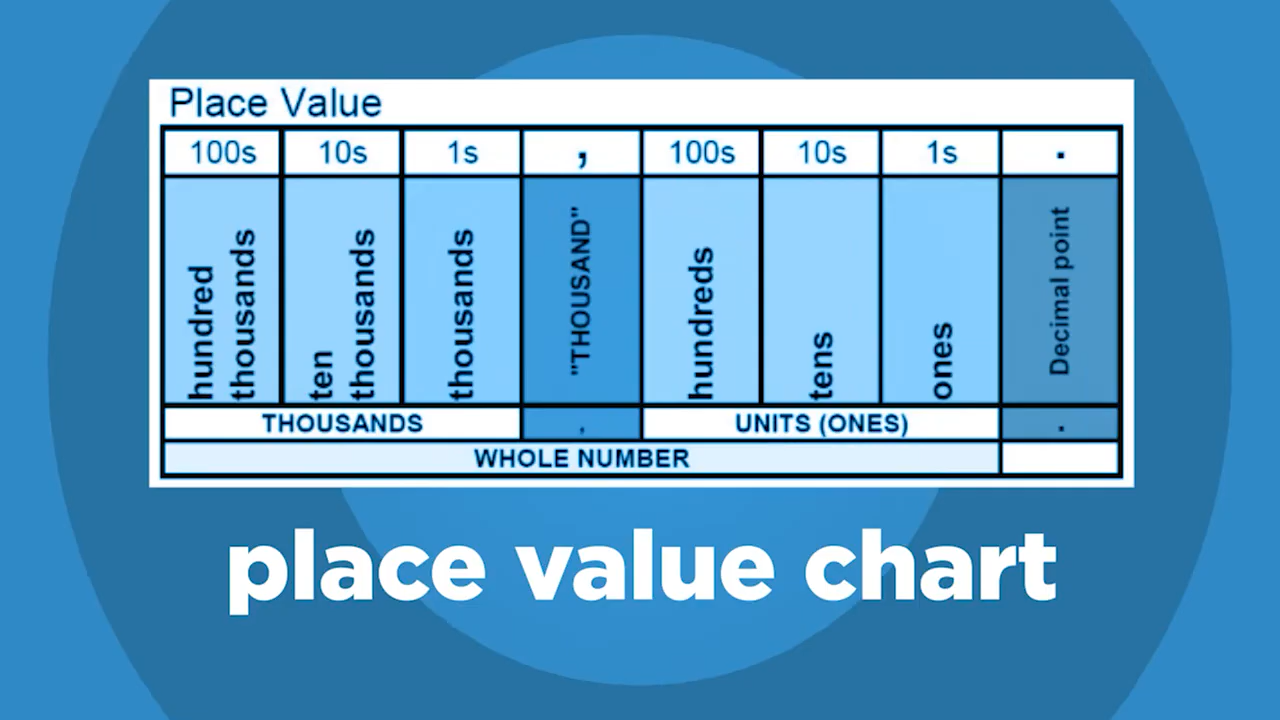 Place Value
100s 10s 1s , 100s 10s 1s .
hundred
thousands
ten
thousands
thousands
"THOUSAND"
hundreds
tens
ones
Decimal point
THOUSANDS , UNITS (ONES) .
WHOLE NUMBER
place value chart